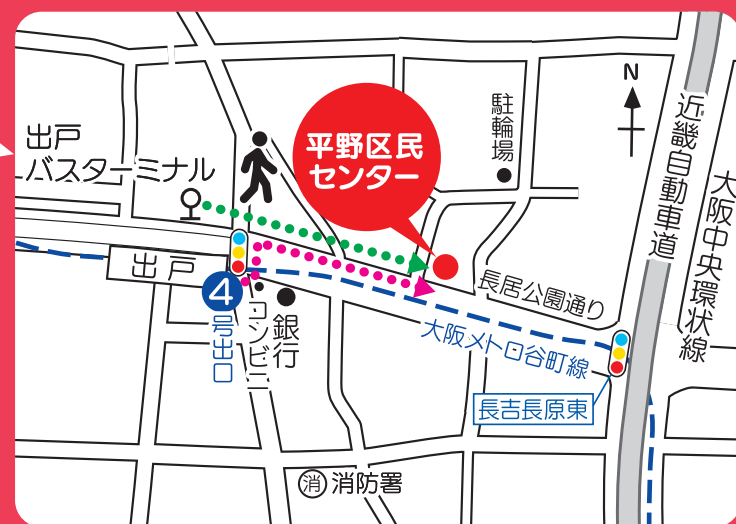 出戸
バスターミナル
平野区民
センター
駐輪場
N
近畿自動車道
大阪中央環状線
出戸
4
号出口
コンビニ
銀行
長居公園通り
大阪メトロ谷町線
長吉長原東
消
消防署